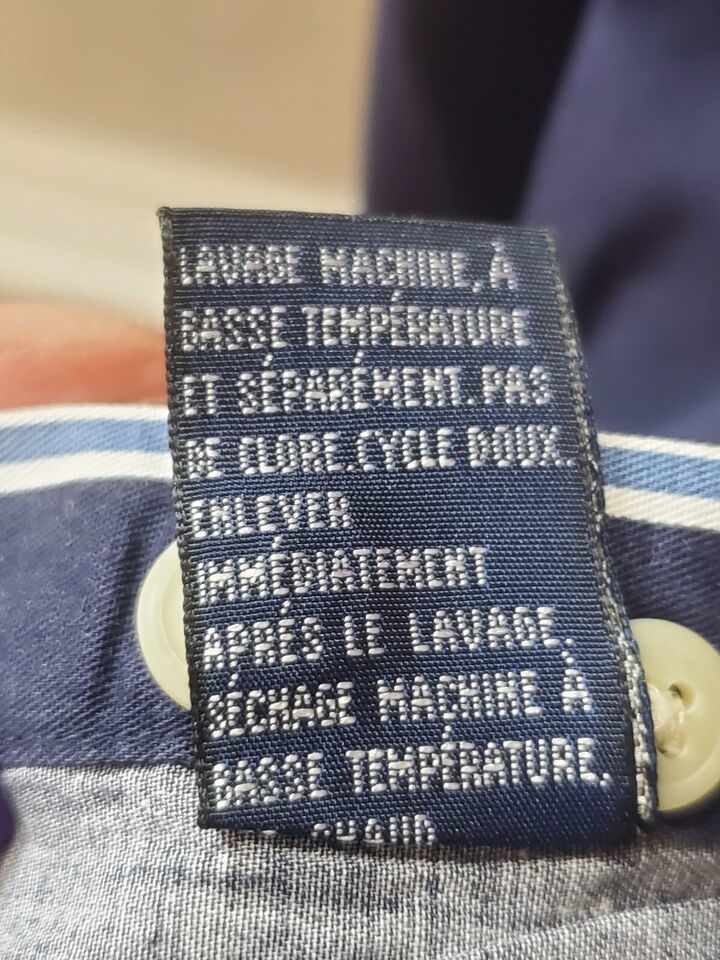 LAVAGE MACHINE, À
BASSE TEMPÉRATURE
ET SÉPARÉMENT. PAS
DE CLORE. CYCLE DOUX.
ENLEVER
IMMÉDIATEMENT
APRÉS LE LAVAGE.
SÉCHAGE MACHINE À
BASSE TEMPÉRATURE.